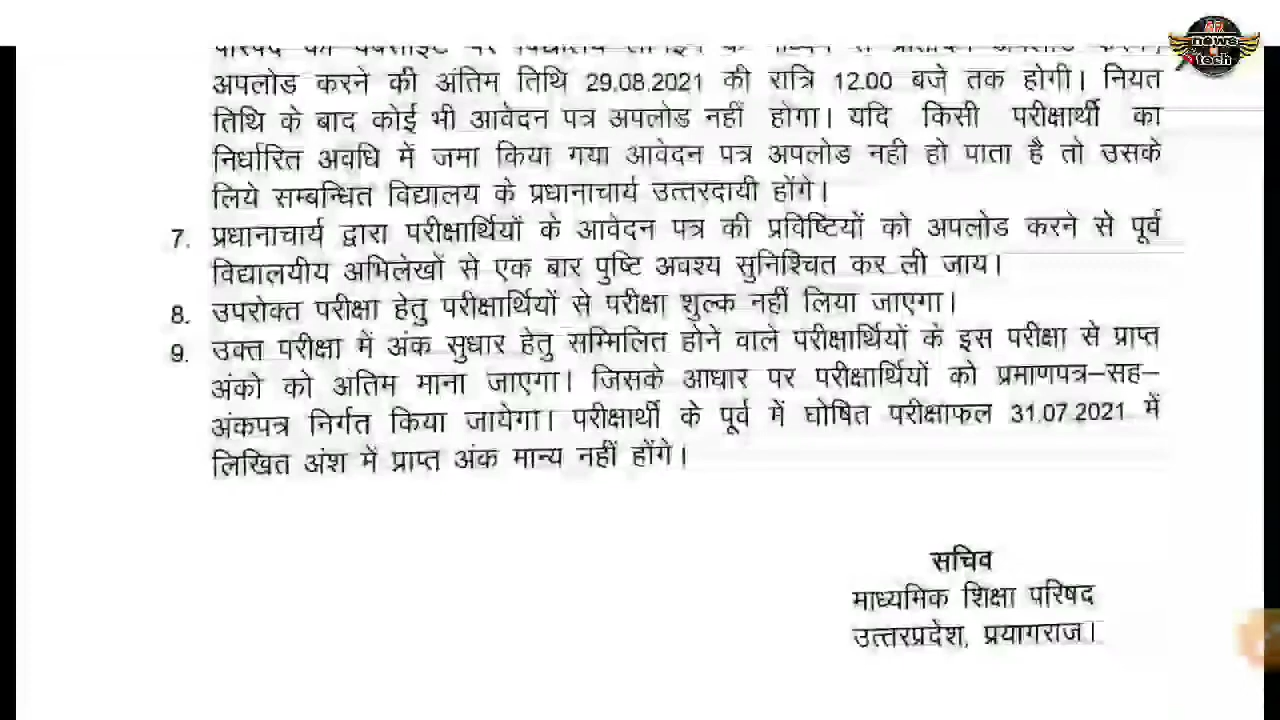 अपलोड करने की अंतिम तिथि 29.08.2021 की रात्रि 12.00 बजे तक होगी। नियत
तिथि के बाद कोई भी आवेदन पत्र अपलोड नहीं होगा। यदि किसी परीक्षार्थी का
निर्धारित अवधि में जमा किया गया आवेदन पत्र अपलोड नही हो पाता है तो उसके
लिये सम्बन्धित विद्यालय के प्रधानाचार्य उत्तरदायी होंगे।
7. प्रधानाचार्य द्वारा परीक्षार्थियों के आवेदन पत्र की प्रविष्टियों को अपलोड करने से पूर्व
विद्यालयीय अभिलेखों से एक बार पुष्टि अवश्य सुनिश्चित कर ली जाय।
8. उपरोक्त परीक्षा हेतु परीक्षार्थियों से परीक्षा शुल्क नहीं लिया जाएगा।
9. उक्त परीक्षा में अंक सुधार हेतु सम्मिलित होने वाले परीक्षार्थियों के इस परीक्षा से प्राप्त
अंको को अंतिम माना जाएगा। जिसके आधार पर परीक्षार्थियों को प्रमाणपत्र–सह–
अंकपत्र निर्गत किया जायेगा। परीक्षार्थी के पूर्व में घोषित परीक्षाफल 31.07.2021 में
लिखित अंश में प्राप्त अंक मान्य नहीं होंगे।
सचिव
माध्यमिक शिक्षा परिषद
उत्तरप्रदेश, प्रयागराज।
news
tech